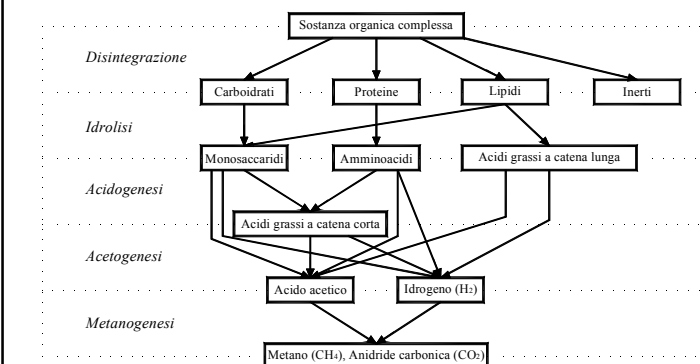 Sostanza organica complessa
Disintegrazione
Carboidrati
Proteine
Lipidi
Inerti
Idrolisi
Monosaccaridi
Amminoacidi
Acidi grassi a catena lunga
Acidogenesi
Acidi grassi a catena corta
Acetogenesi
Acido acetico
Idrogeno (H₂)
Metanogenesi
Metano (CH₄), Anidride carbonica (CO₂)